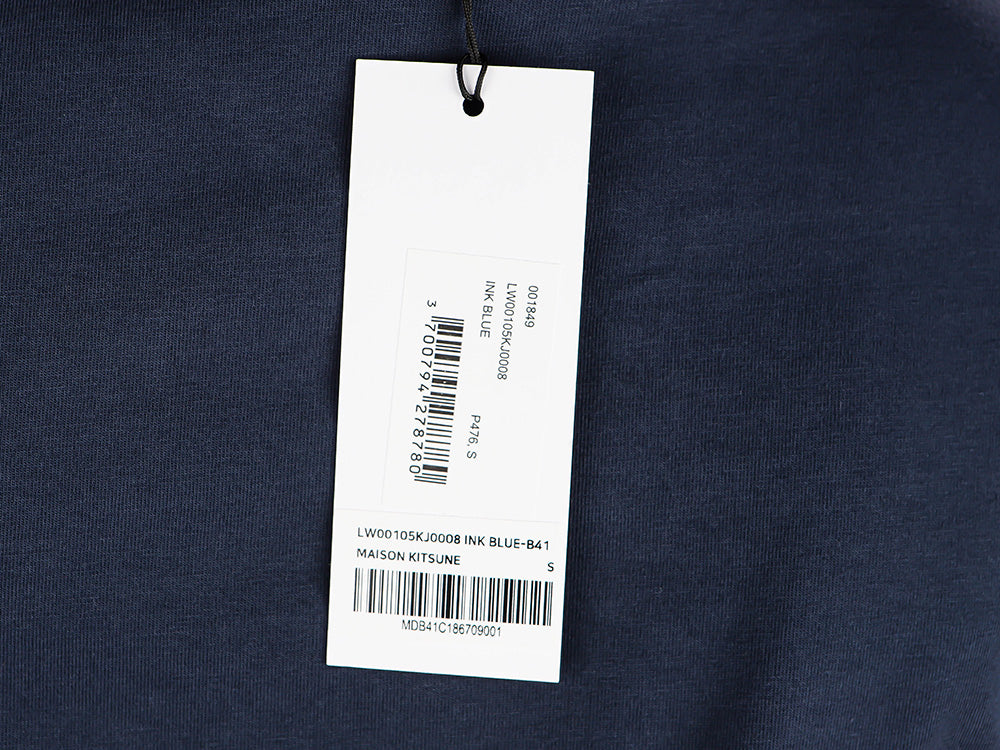 001849
LW00105KJ0008
INK BLUE
P476, S
3 700794 278780
LW00105KJ0008 INK BLUE-B41
MAISON KITSUNE S
MDB41C186709001